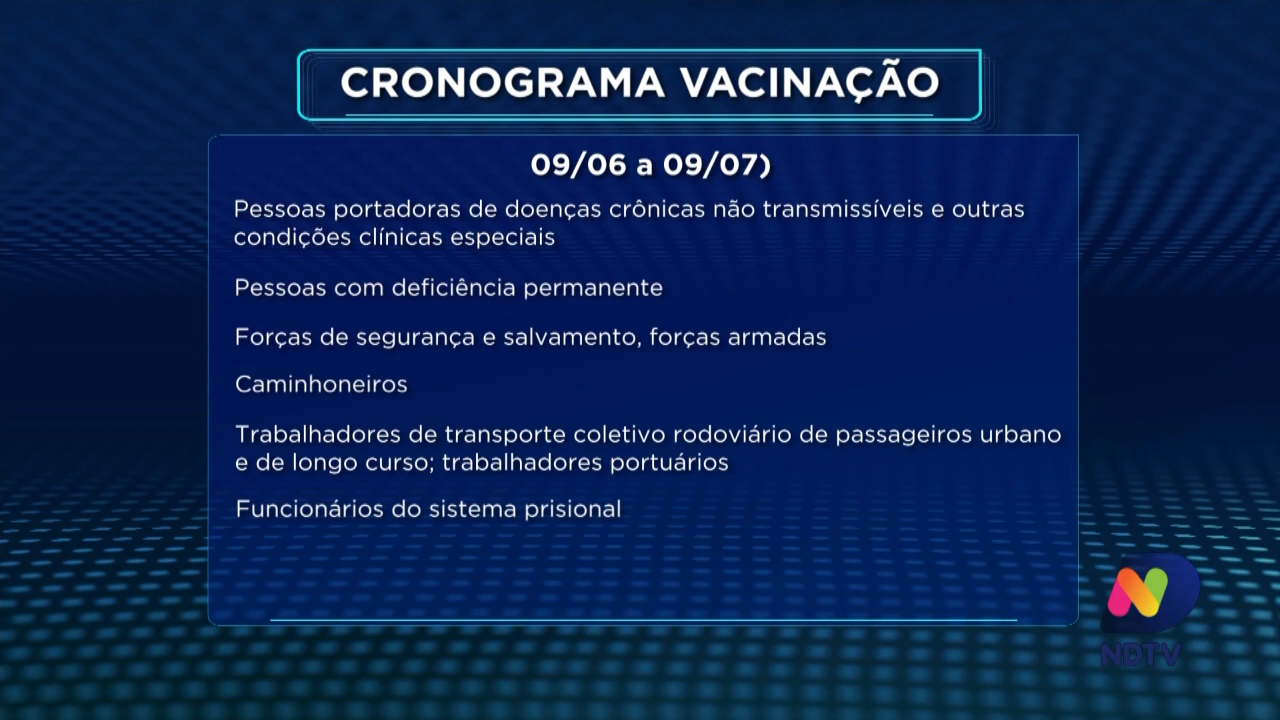 CRONOGRAMA VACINAÇÃO
09/06 a 09/07)
Pessoas portadoras de doenças crônicas não transmissíveis e outras
condições clínicas especiais
Pessoas com deficiência permanente
Forças de segurança e salvamento, forças armadas
Caminhoneiros
Trabalhadores de transporte coletivo rodoviário de passageiros urbano
e de longo curso; trabalhadores portuários
Funcionários do sistema prisional
NDTV